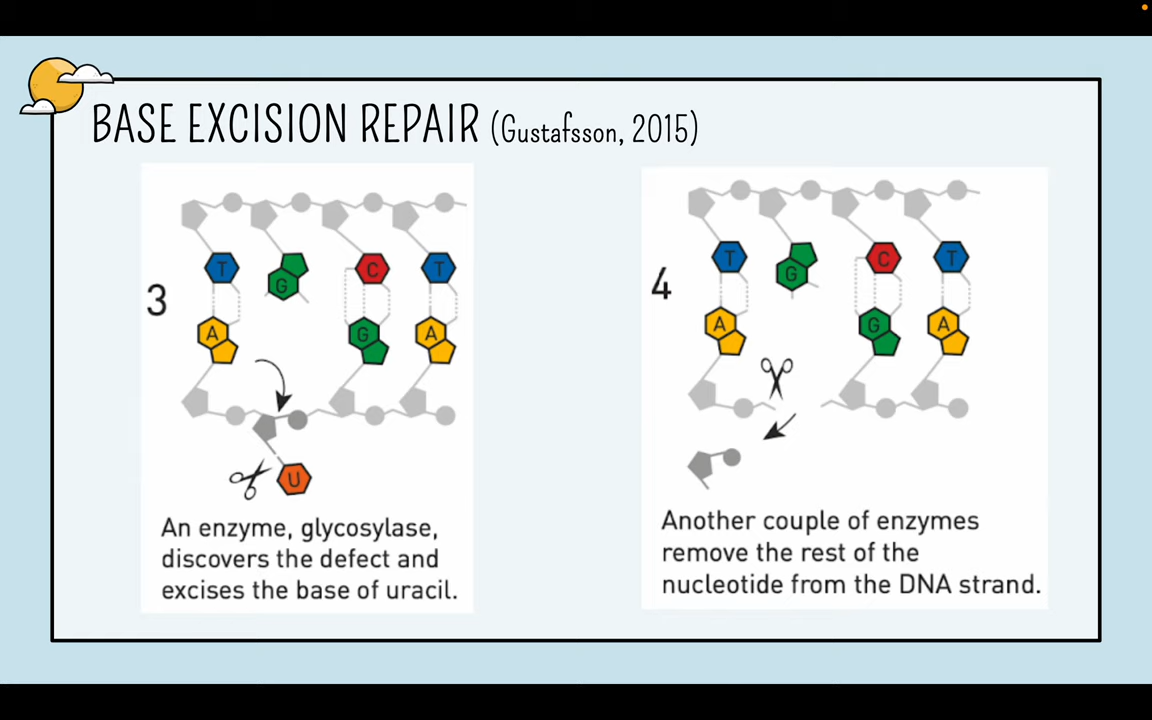 BASE EXCISION REPAIR (Gustafsson, 2015)
3
T
G
C
T
A
G
A
U
An enzyme, glycosylase,
discovers the defect and
excises the base of uracil.
4
T
G
C
T
A
G
A
Another couple of enzymes
remove the rest of the
nucleotide from the DNA strand.